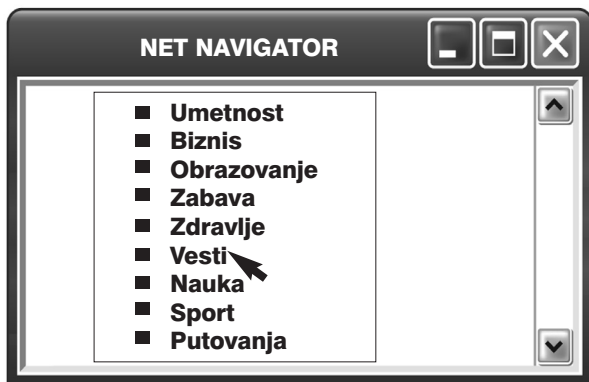 NET NAVIGATOR
Umetnost
Biznis
Obrazovanje
Zabava
Zdravlje
Vesti
Nauka
Sport
Putovanja